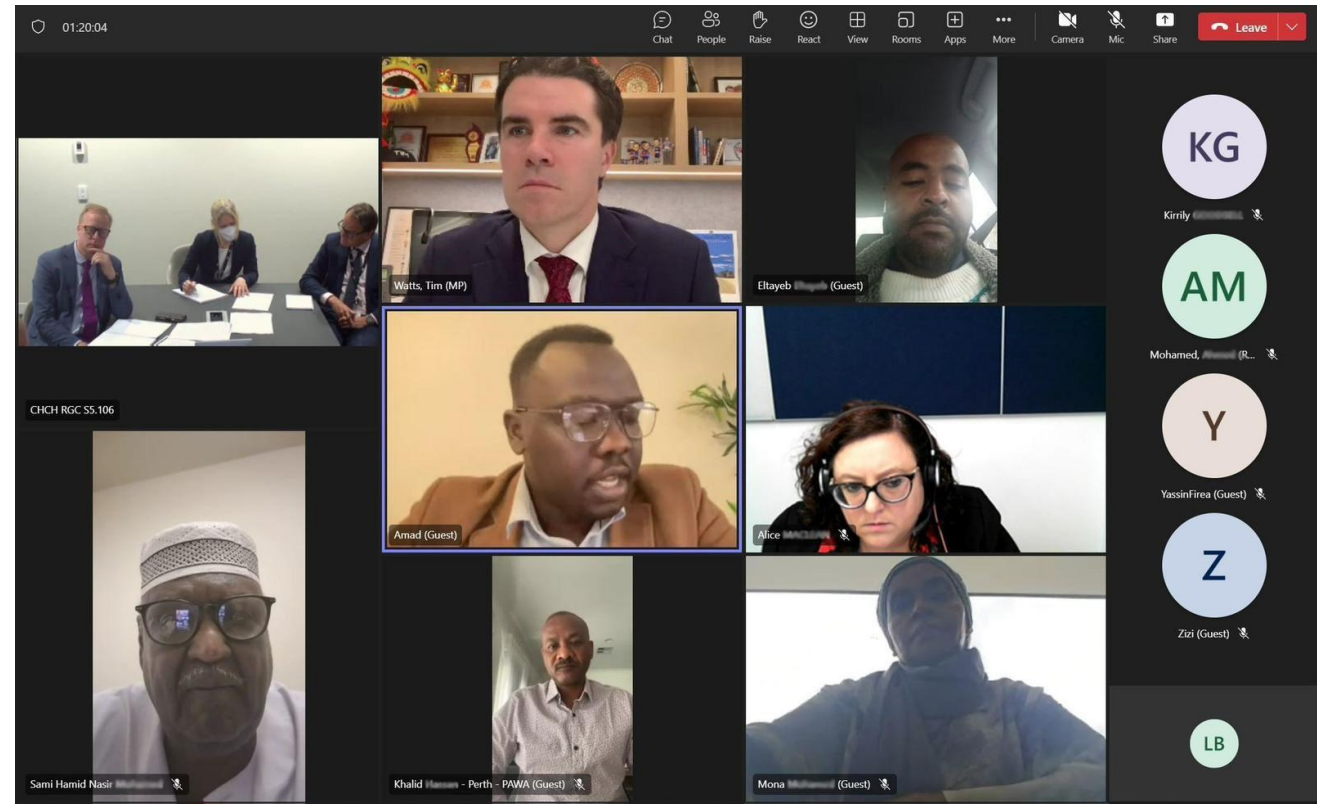 01:20:04
Chat
People
Raise
React
View
Rooms
Apps
More
Camera
Mic
Share
Leave
CHCH RGC S5.106
Watts, Tim (MP)
Eltayeb (Guest)
Amad (Guest)
Alice
Sami Hamid Nasir
Khalid - Perth - PAWA (Guest)
Mona (Guest)
KG
Kirrily
AM
Mohamed, (R...
Y
YassinFirea (Guest)
Z
Zizi (Guest)
LB